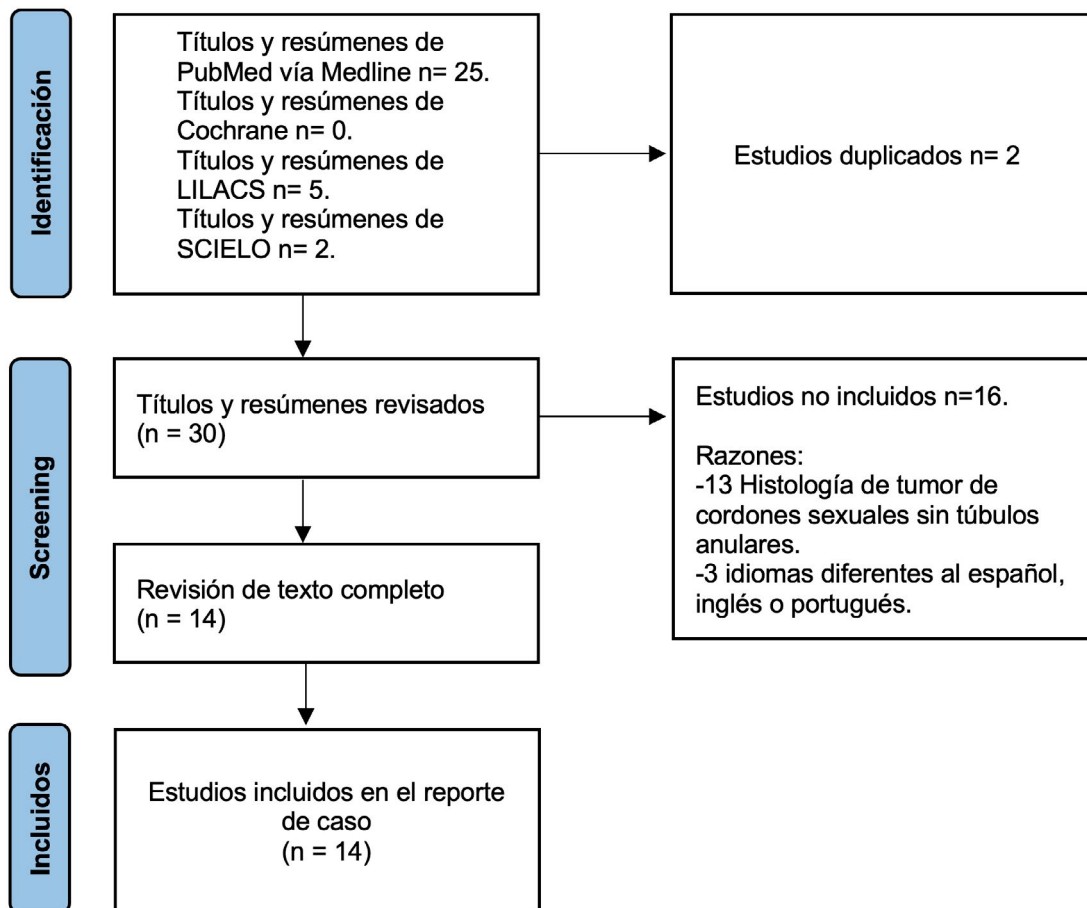 Identificación
Títulos y resúmenes de
PubMed vía Medline n= 25.
Títulos y resúmenes de
Cochrane n= 0.
Títulos y resúmenes de
LILACS n= 5.
Títulos y resúmenes de
SCIELO n= 2.
Estudios duplicados n= 2
Screening
Títulos y resúmenes revisados
(n = 30)
Estudios no incluidos n=16.
Razones:
-13 Histología de tumor de
cordones sexuales sin túbulos
anulares.
-3 idiomas diferentes al español,
inglés o portugués.
Revisión de texto completo
(n = 14)
Incluidos
Estudios incluidos en el reporte
de caso
(n = 14)